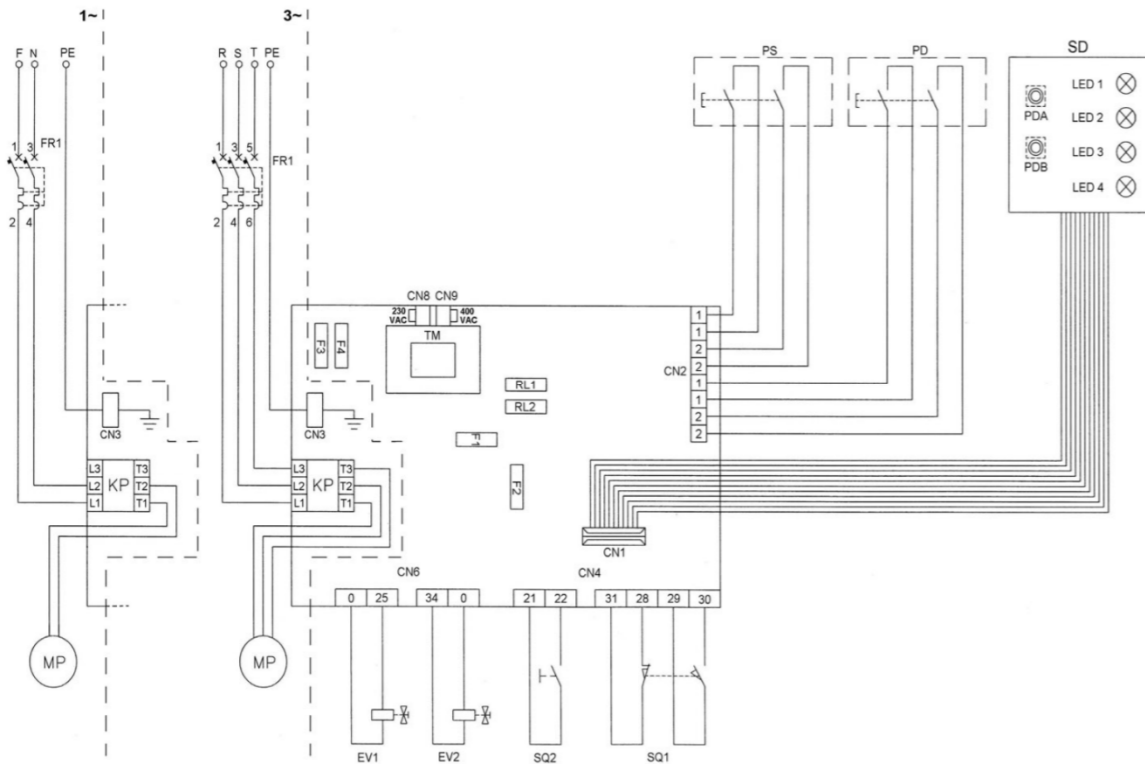 1~
3~
F N PE
R S T PE
PS
PD
SD
LED 1
LED 2
LED 3
LED 4
PDA
PDB
1 3
FR1
2 4
1 3 5
FR1
2 4 6
CN8 CN9
230 VAC
400 VAC
TM
F3
F4
RL1
RL2
F1
F2
CN2
1
1
2
2
1
1
2
2
CN3
CN3
L3 T3
L2 KP T2
L1 T1
L3 T3
L2 KP T2
L1 T1
CN1
CN6
CN4
0 25 34 0 21 22 31 28 29 30
MP
MP
EV1
EV2
SQ2
SQ1